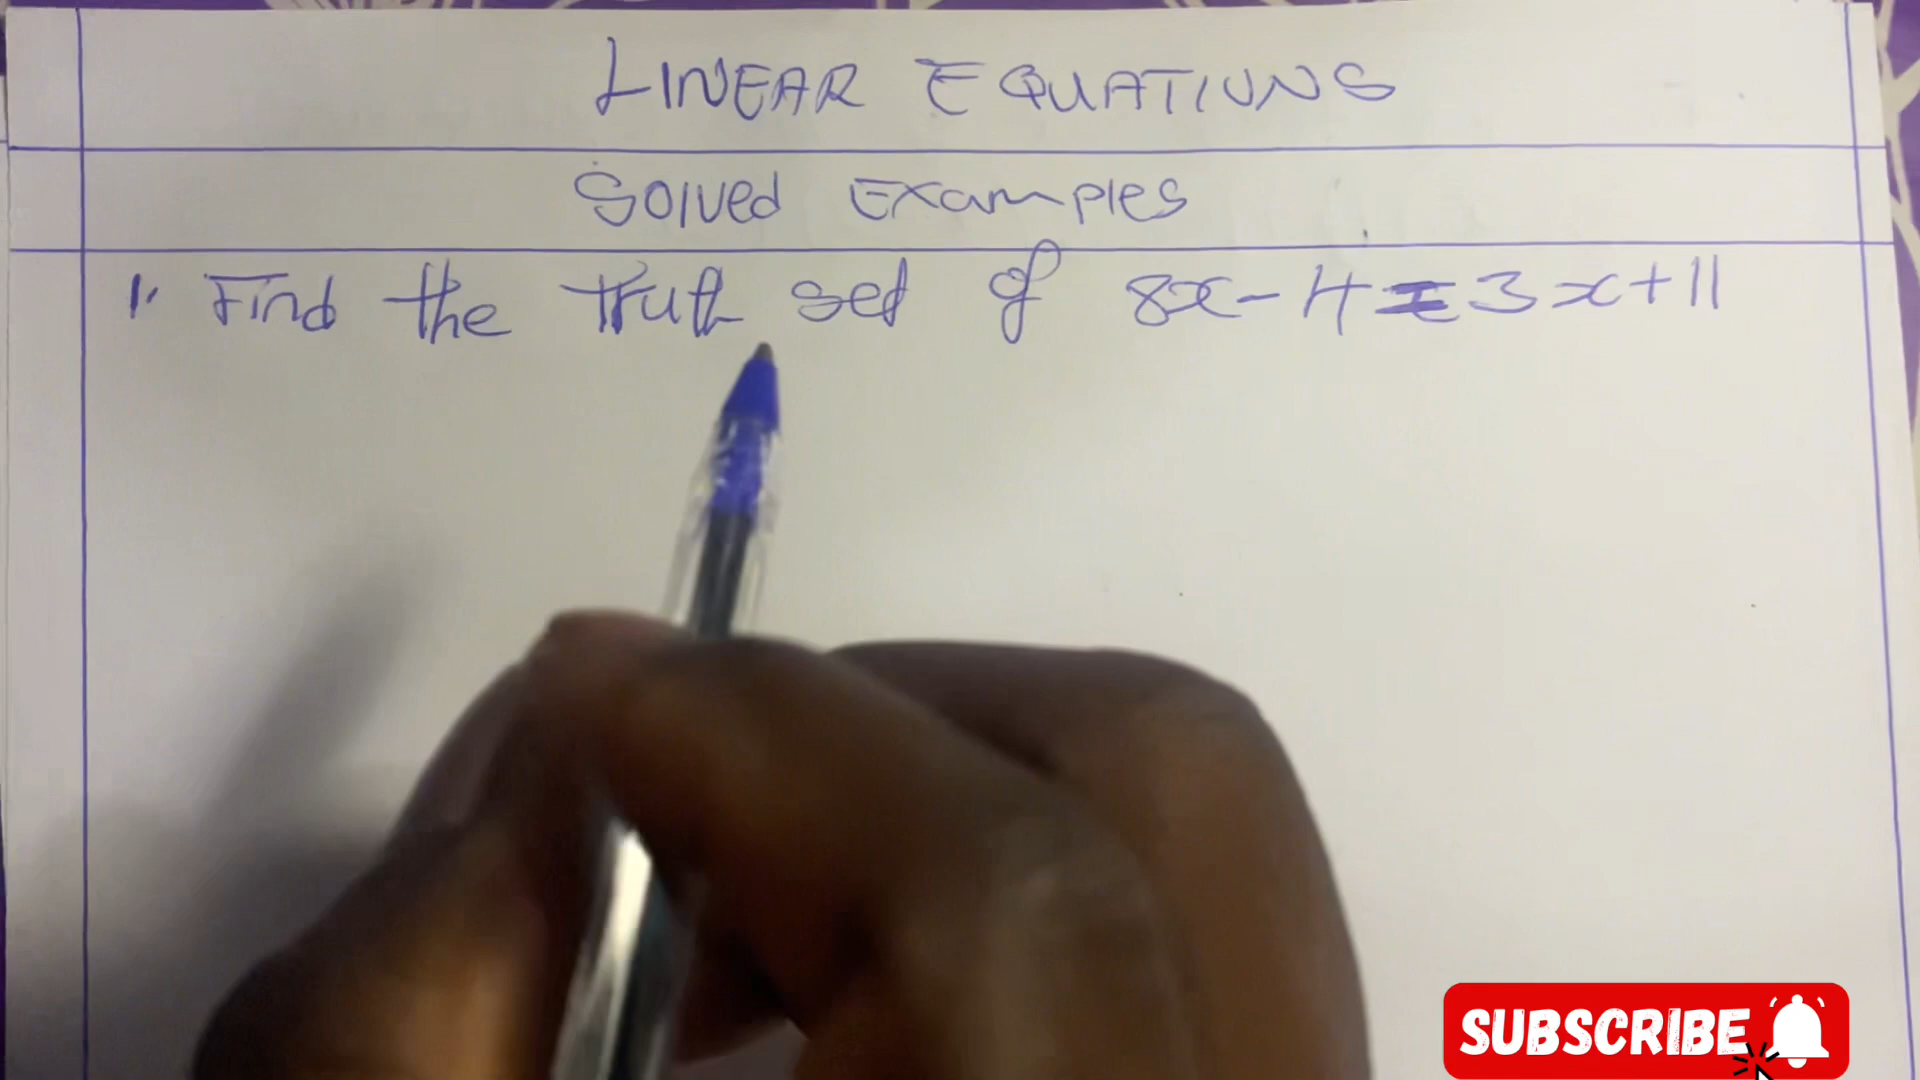 LINEAR EQUATIONS
Solved Examples
1. Find the truth set of 8x - 4 = 3x + 11
SUBSCRIBE